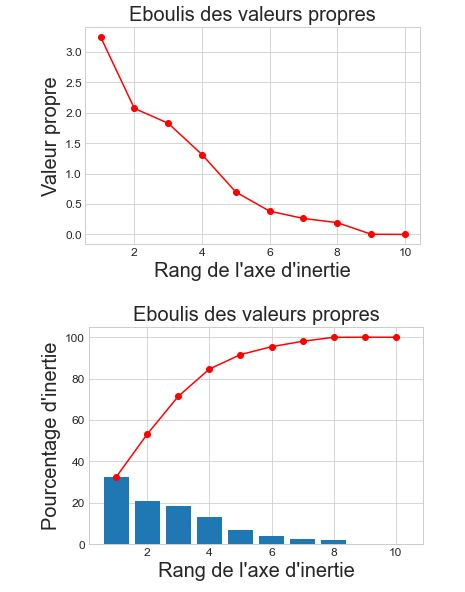 Eboulis des valeurs propres
Valeur propre
3.0
2.5
2.0
1.5
1.0
0.5
0.0
2 4 6 8 10
Rang de l'axe d'inertie
Eboulis des valeurs propres
Pourcentage d'inertie
100
80
60
40
20
0
2 4 6 8 10
Rang de l'axe d'inertie